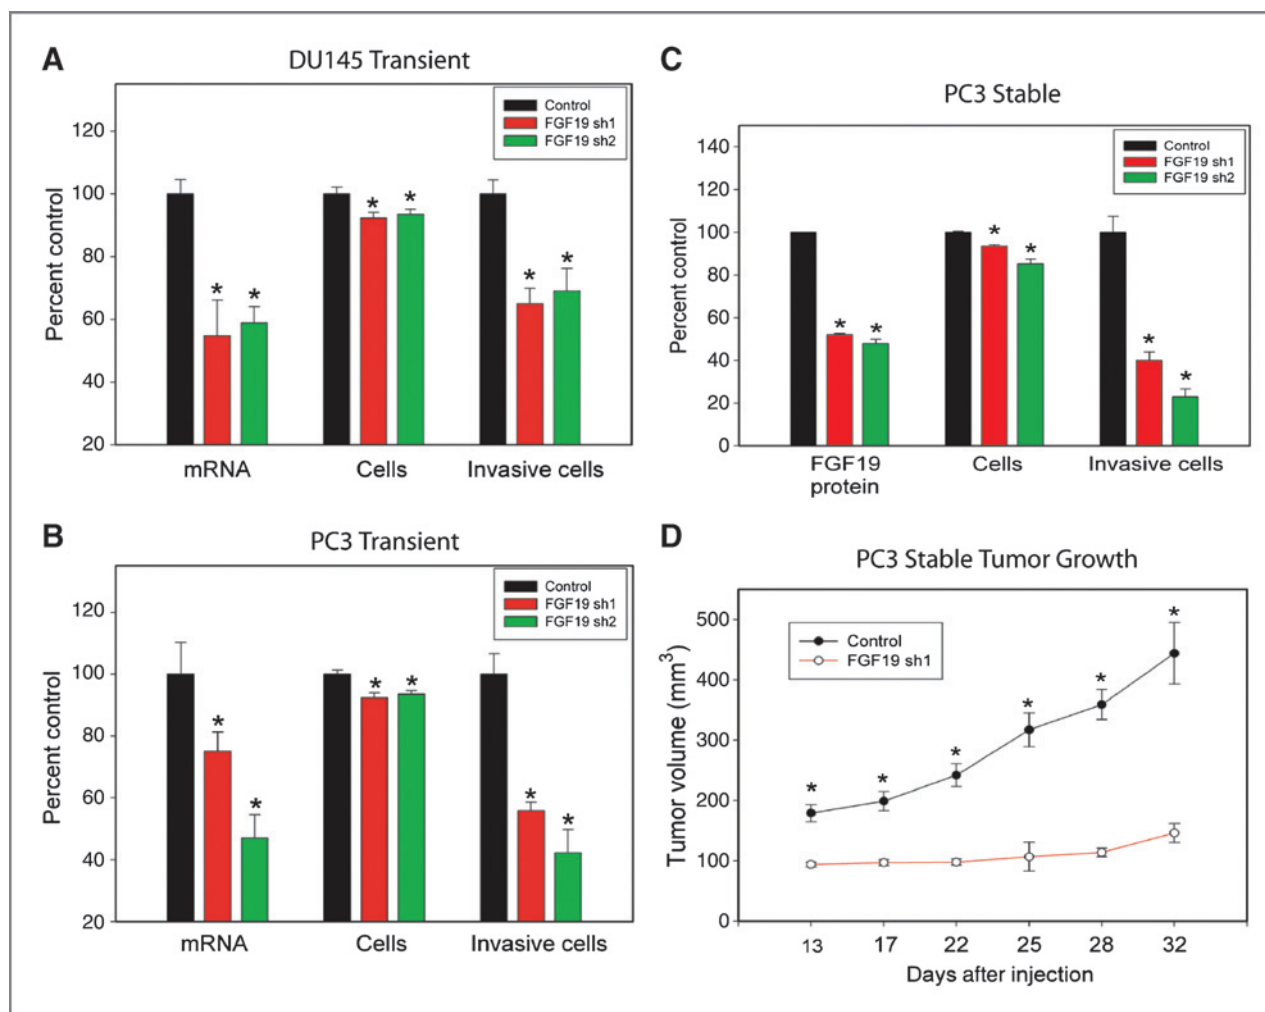 A
DU145 Transient
Control
FGF19 sh1
FGF19 sh2
Percent control
120
100
80
60
40
20
* * * * * *
mRNA Cells Invasive cells
B
PC3 Transient
Control
FGF19 sh1
FGF19 sh2
Percent control
120
100
80
60
40
20
* * * * * *
mRNA Cells Invasive cells
C
PC3 Stable
Control
FGF19 sh1
FGF19 sh2
Percent control
140
120
100
80
60
40
20
0
* * * * * *
FGF19 Cells Invasive cells
protein
D
PC3 Stable Tumor Growth
Control
FGF19 sh1
Tumor volume (mm³)
500
400
300
200
100
0
* * * * * *
13 17 22 25 28 32
Days after injection